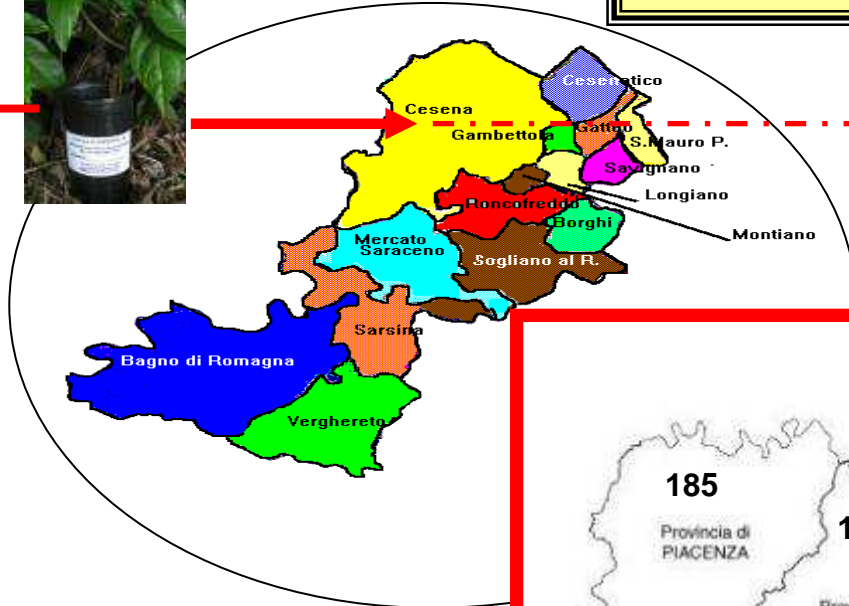 Cesenatico
Cesena
Gambettola
Gatteo
S.Mauro P.
Savignano
Longiano
Roncofreddo
Borghi
Montiano
Mercato
Saraceno
Sogliano al R.
Sarsina
Bagno di Romagna
Verghereto
185
Provincia di
PIACENZA
1